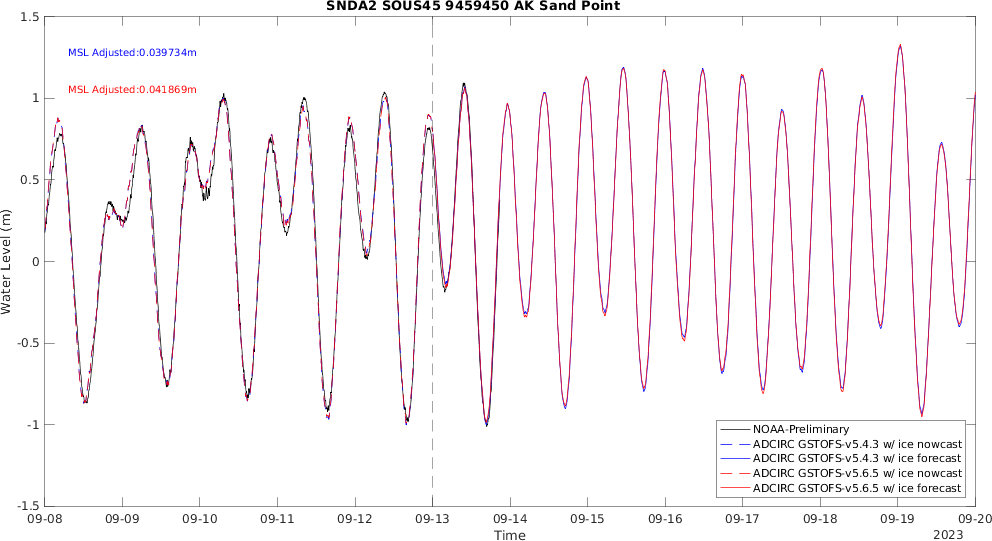 SNDA2 SOUS45 9459450 AK Sand Point
1.5
MSL Adjusted:0.039734m
MSL Adjusted:0.041869m
1
0.5
0
-0.5
-1
-1.5
Water Level (m)
NOAA-Preliminary
ADCIRC GSTOFS-v5.4.3 w/ ice nowcast
ADCIRC GSTOFS-v5.4.3 w/ ice forecast
ADCIRC GSTOFS-v5.6.5 w/ ice nowcast
ADCIRC GSTOFS-v5.6.5 w/ ice forecast
09-08 09-09 09-10 09-11 09-12 09-13 09-14 09-15 09-16 09-17 09-18 09-19 09-20
Time
2023